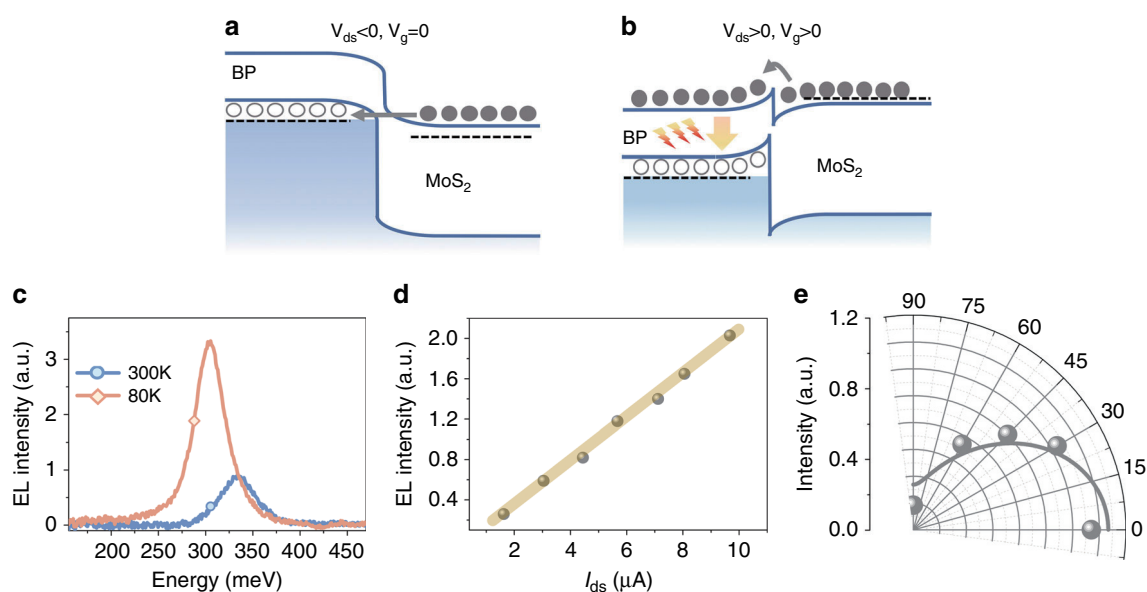 a
V_ds<0, V_g=0
BP
MoS₂
b
V_ds>0, V_g>0
BP
MoS₂
c
EL intensity (a.u.)
3
2
1
0
300K
80K
200 250 300 350 400 450
Energy (meV)
d
EL intensity (a.u.)
2.0
1.6
1.2
0.8
0.4
2 4 6 8 10
I_ds (μA)
e
Intensity (a.u.)
1.2
0.8
0.4
0.0
90
75
60
45
30
15
0